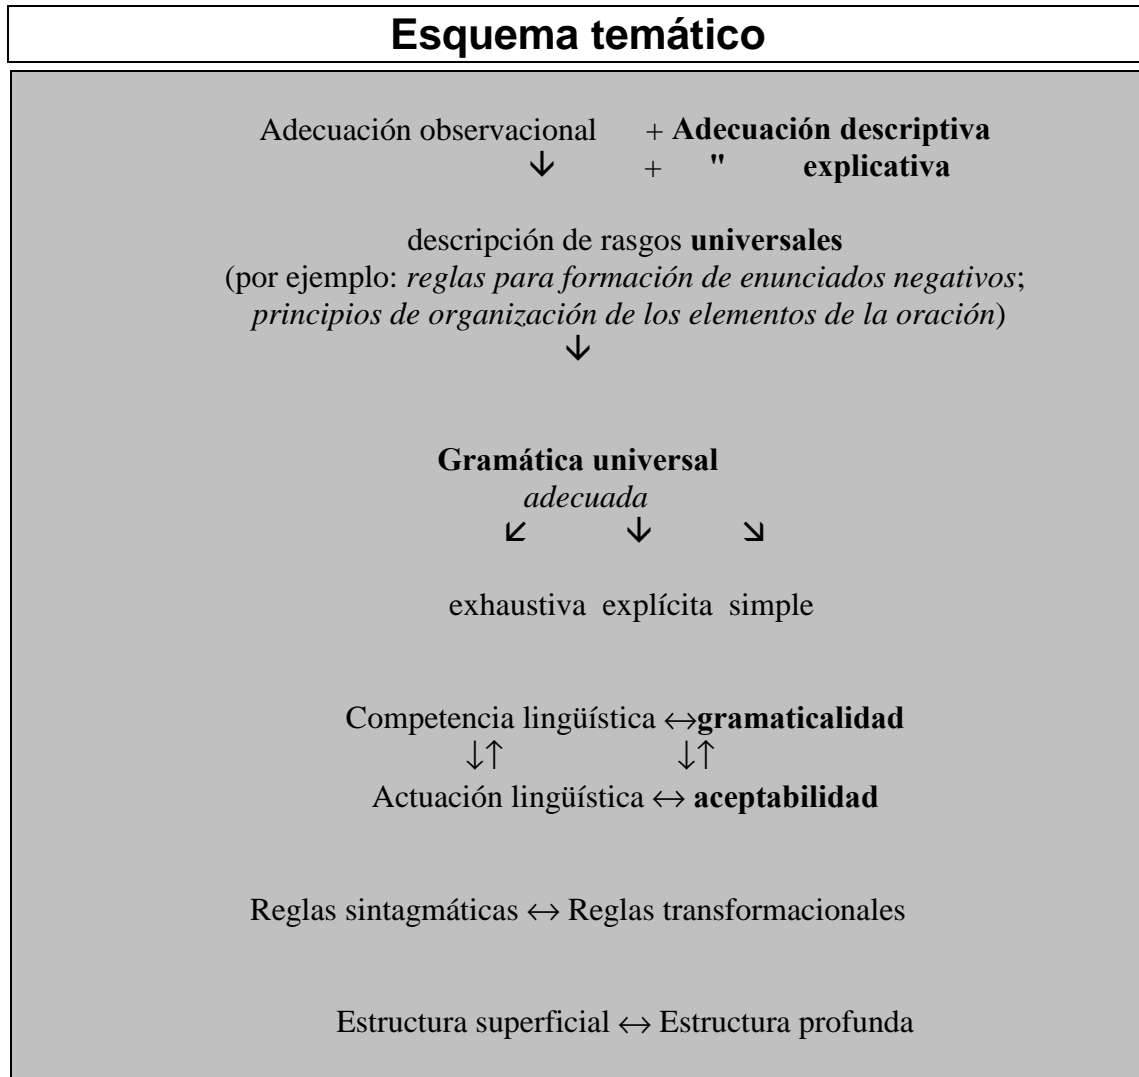 Esquema temático
Adecuación observacional + Adecuación descriptiva
↓ + " explicativa
descripción de rasgos universales
(por ejemplo: reglas para formación de enunciados negativos;
principios de organización de los elementos de la oración)
↓
Gramática universal
adecuada
↙ ↓ ↘
exhaustiva explícita simple
Competencia lingüística ↔gramaticalidad
↓↑ ↓↑
Actuación lingüística ↔ aceptabilidad
Reglas sintagmáticas ↔ Reglas transformacionales
Estructura superficial ↔ Estructura profunda